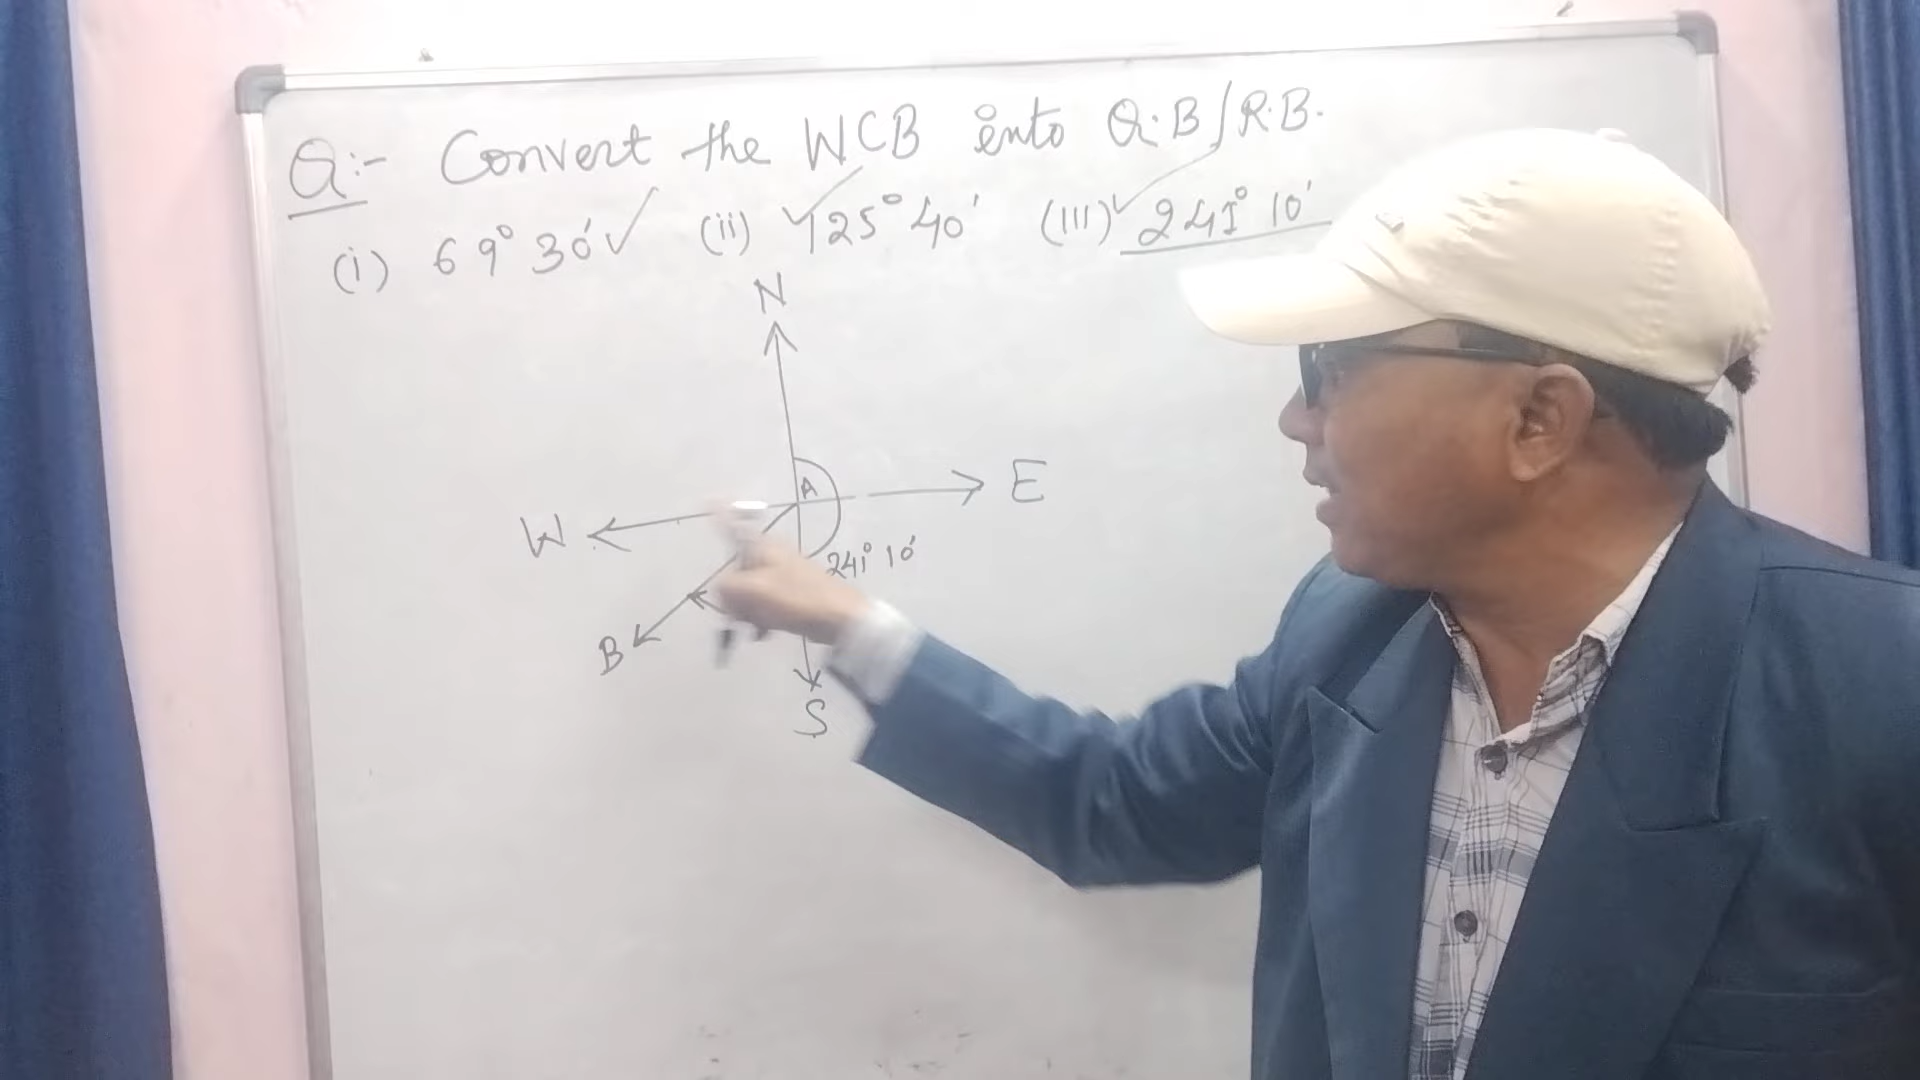 Q:- Convert the WCB into Q.B/R.B.
(i) 69° 30' ✓ (ii) 125° 40' (III) 241° 10'
N
A
W E
241° 10'
B
S